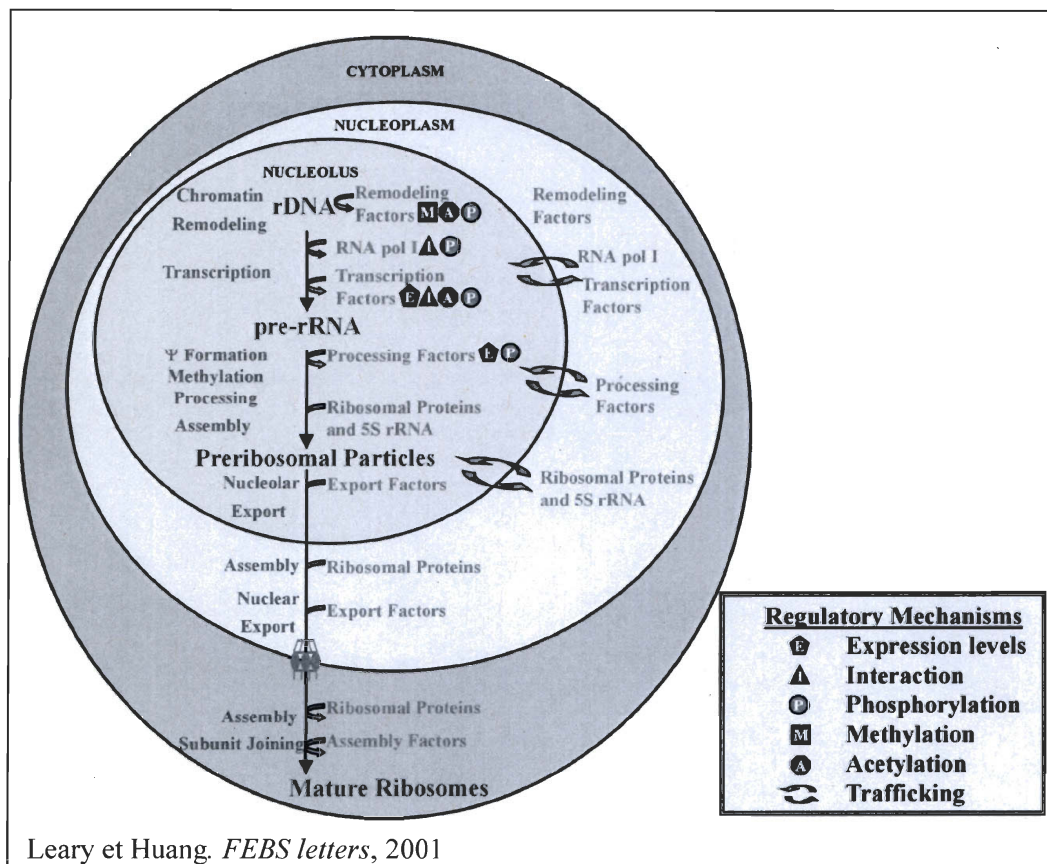 CYTOPLASM
NUCLEOPLASM
NUCLEOLUS
Chromatin
Remodeling
rDNA
Remodeling
Factors M A P
Remodeling
Factors
RNA pol I I P
RNA pol I
Transcription
Transcription
Factors E I A P
Transcription
Factors
pre-rRNA
Ψ Formation
Methylation
Processing
Processing Factors E P
Processing
Factors
Assembly
Ribosomal Proteins
and 5S rRNA
Preribosomal Particles
Ribosomal Proteins
and 5S rRNA
Nucleolar
Export
Export Factors
Assembly
Ribosomal Proteins
Nuclear
Export
Export Factors
Assembly
Ribosomal Proteins
Subunit Joining
Assembly Factors
Mature Ribosomes
Regulatory Mechanisms
E Expression levels
I Interaction
P Phosphorylation
M Methylation
A Acetylation
Trafficking
Leary et Huang. FEBS letters, 2001